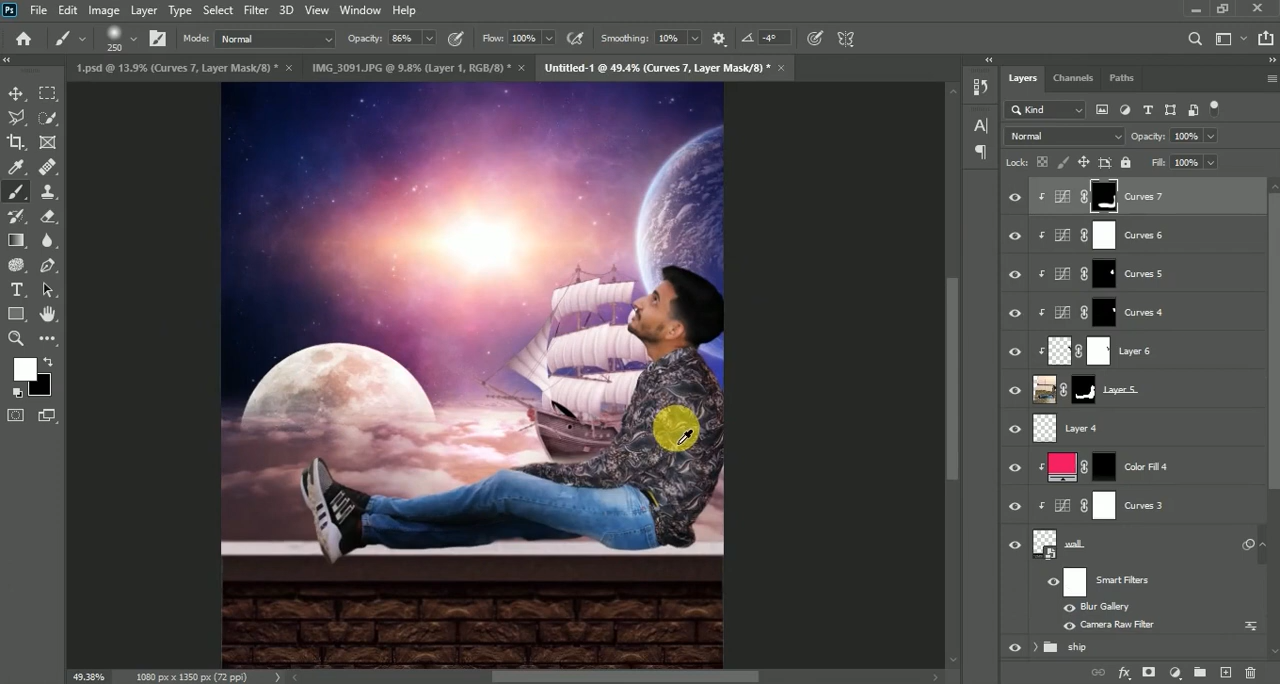 Ps File Edit Image Layer Type Select Filter 3D View Window Help
250 Mode: Normal Opacity: 86% Flow: 100% Smoothing: 10% -4°
1.psd @ 13.9% (Curves 7, Layer Mask/8) * × IMG_3091.JPG @ 9.8% (Layer 1, RGB/8) * × Untitled-1 @ 49.4% (Curves 7, Layer Mask/8) * ×
Layers Channels Paths
Kind
Normal Opacity: 100%
Lock: Fill: 100%
Curves 7
Curves 6
Curves 5
Curves 4
Layer 6
Layer 5
Layer 4
Color Fill 4
Curves 3
wall
Smart Filters
Blur Gallery
Camera Raw Filter
ship
49.38% 1080 px x 1350 px (72 ppi)